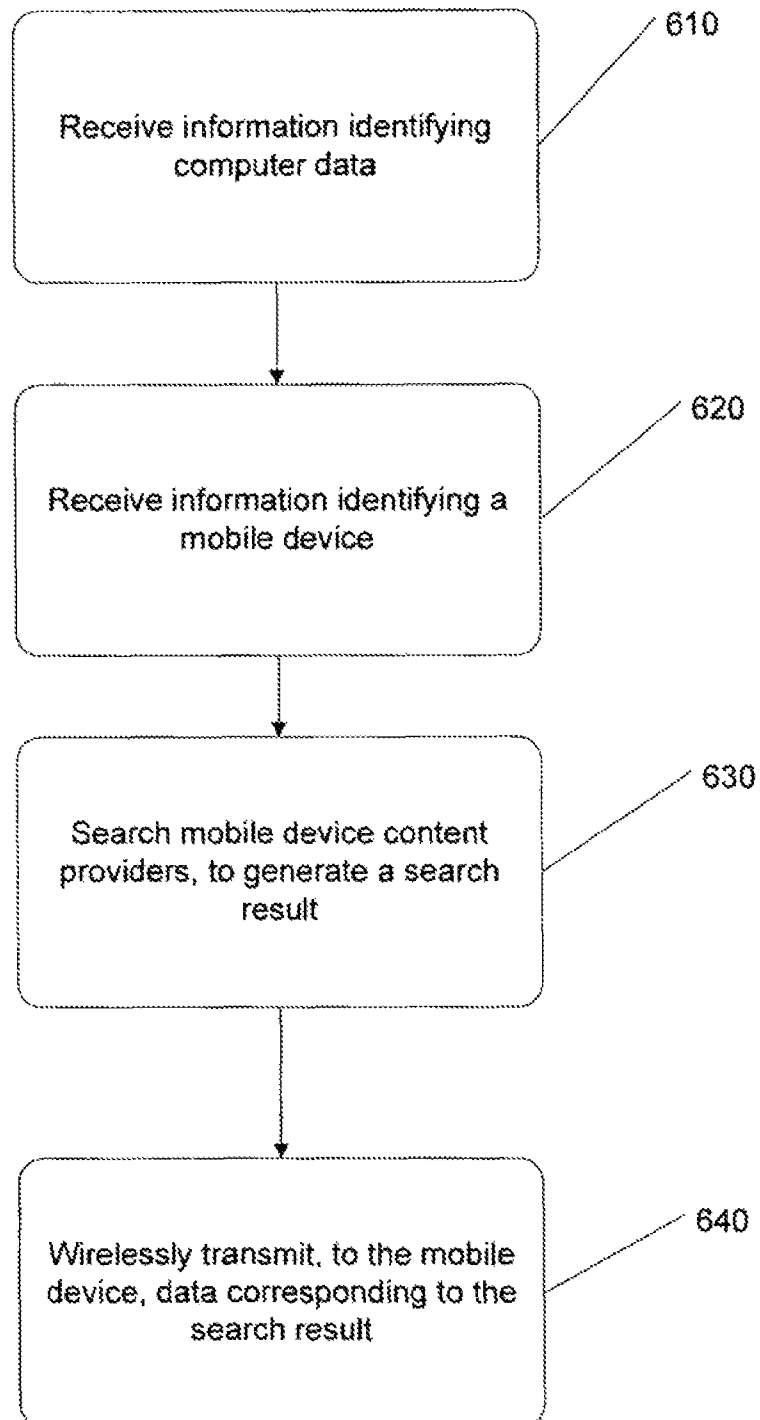 610
Receive information identifying
computer data
620
Receive information identifying a
mobile device
630
Search mobile device content
providers, to generate a search
result
640
Wirelessly transmit, to the mobile
device, data corresponding to the
search result